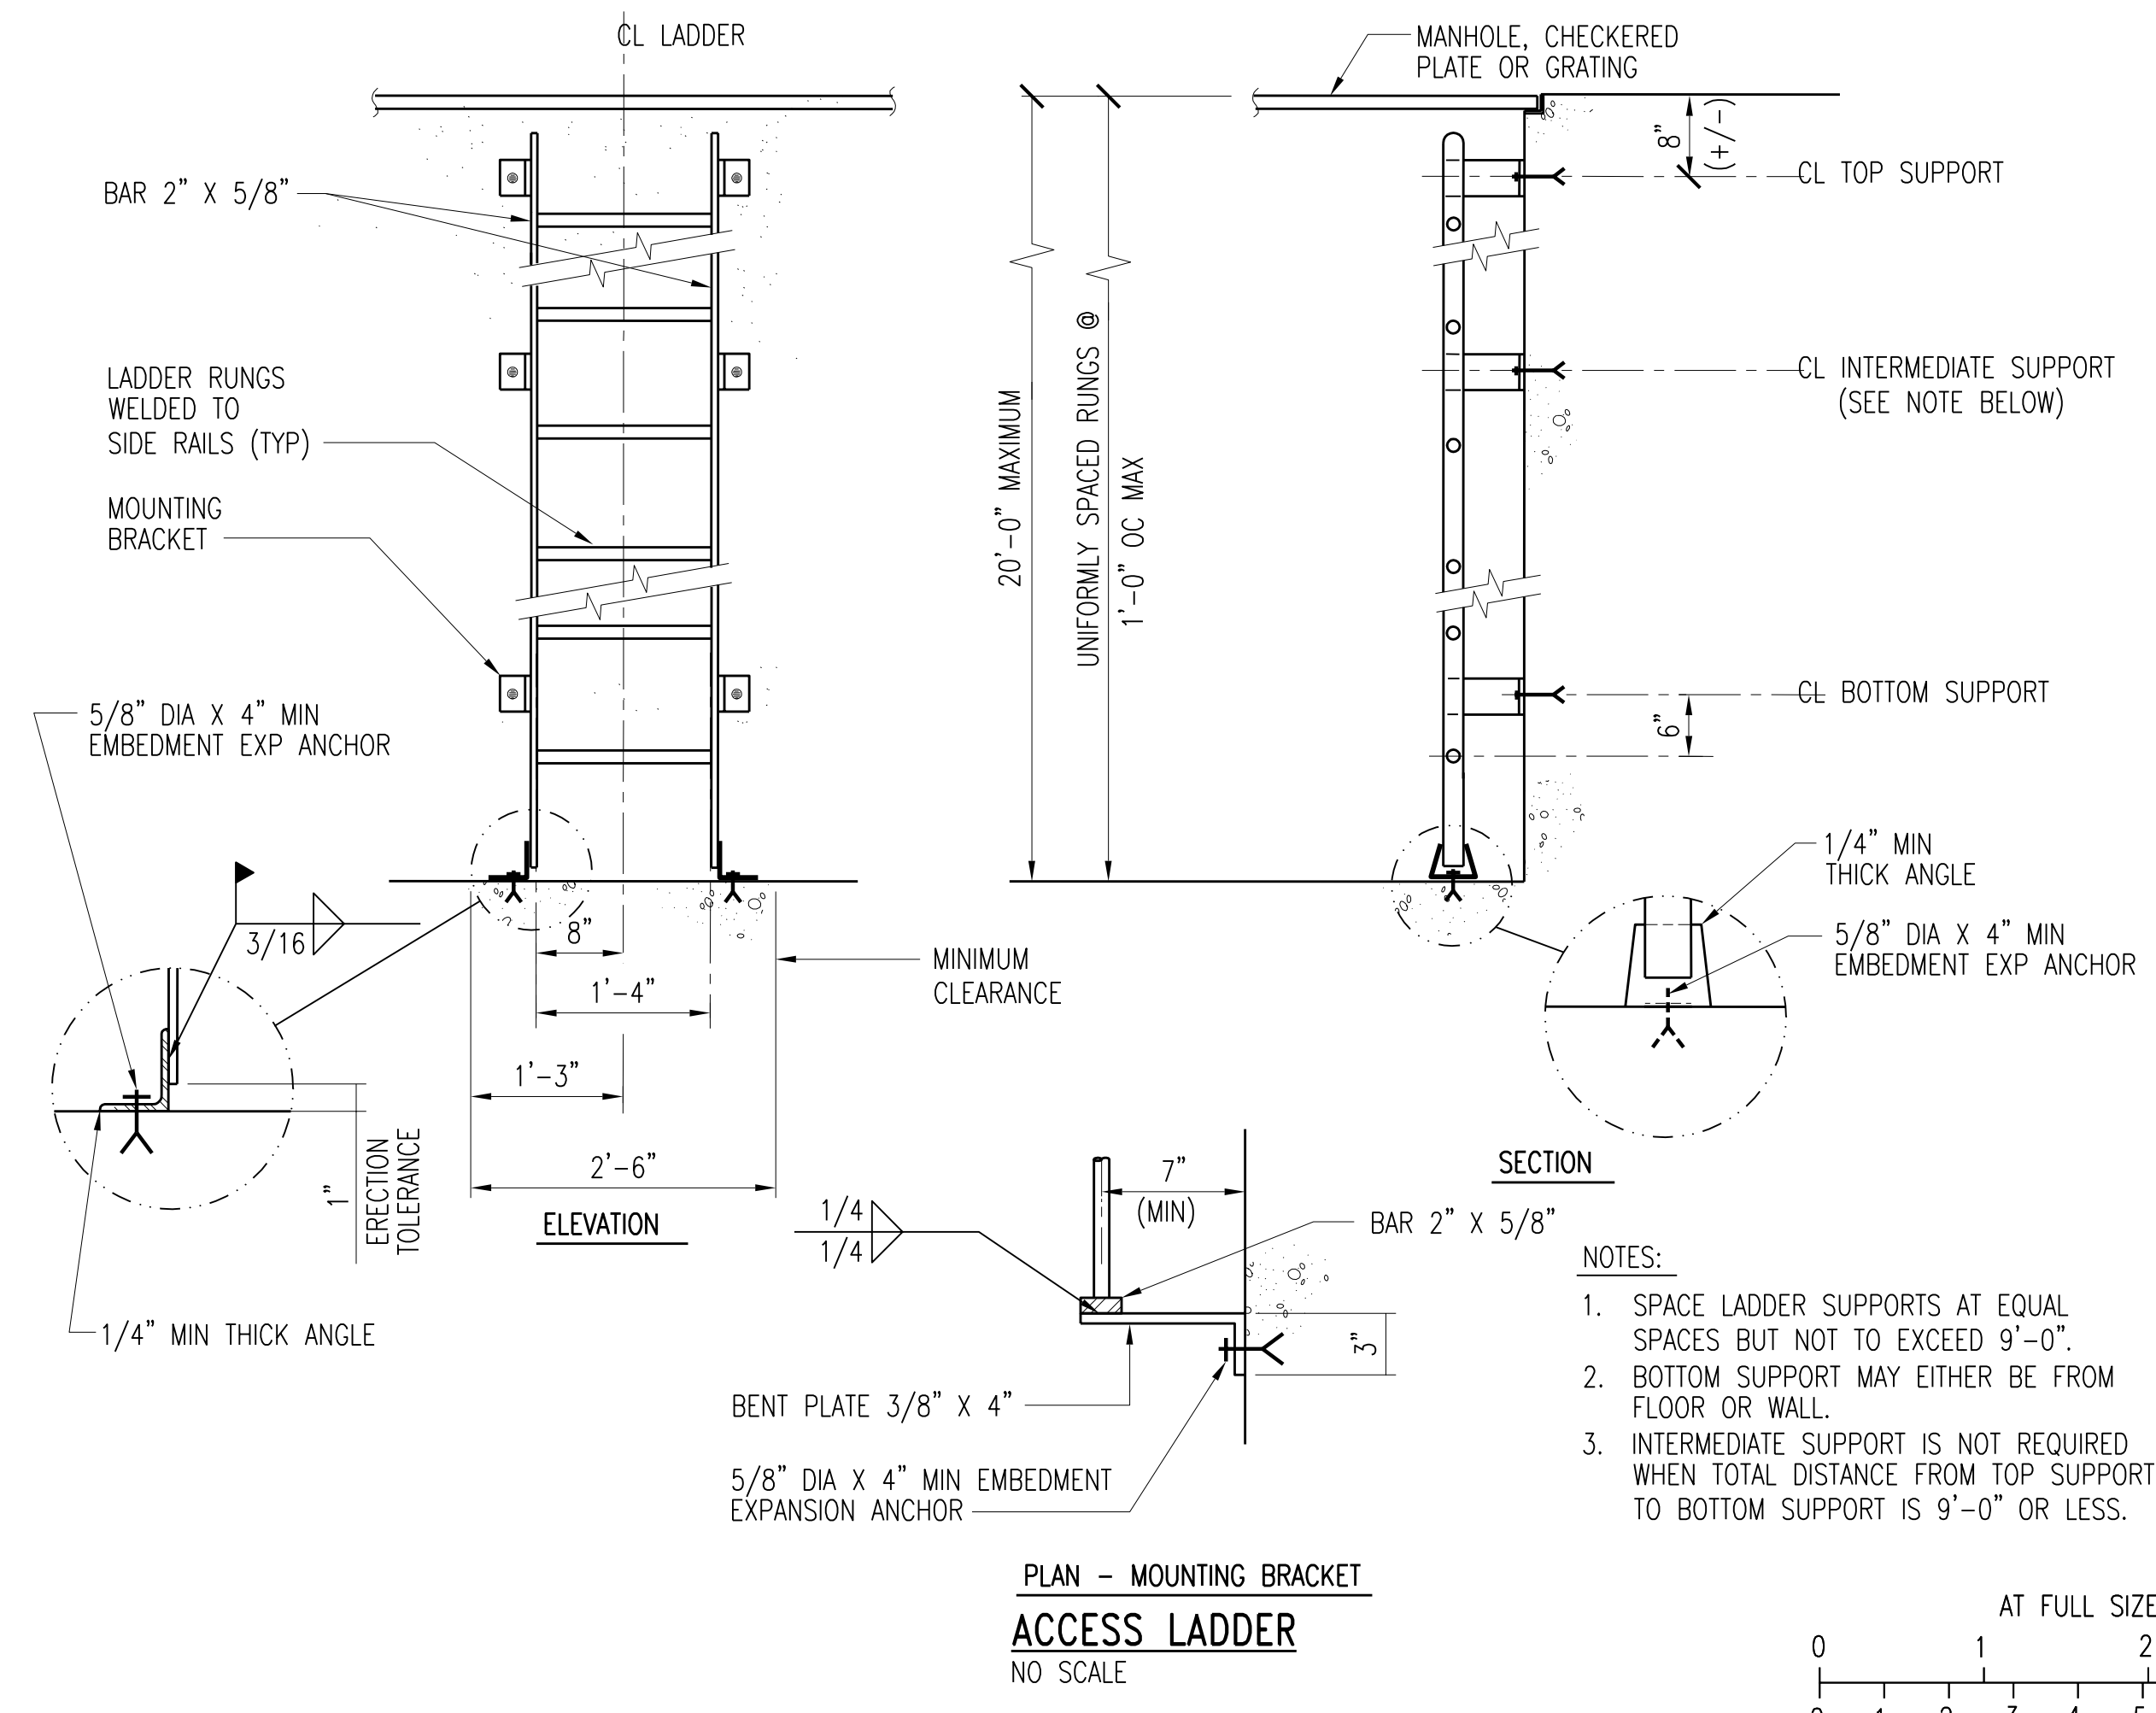 CL LADDER
MANHOLE, CHECKERED
PLATE OR GRATING
BAR 2" X 5/8"
8"
(+/-)
CL TOP SUPPORT
LADDER RUNGS
WELDED TO
SIDE RAILS (TYP)
20'-0" MAXIMUM
UNIFORMLY SPACED RUNGS @
1'-0" OC MAX
CL INTERMEDIATE SUPPORT
(SEE NOTE BELOW)
MOUNTING
BRACKET
5/8" DIA X 4" MIN
EMBEDMENT EXP ANCHOR
CL BOTTOM SUPPORT
6"
3/16
8"
1'-4"
1'-3"
2'-6"
MINIMUM
CLEARANCE
1/4" MIN
THICK ANGLE
5/8" DIA X 4" MIN
EMBEDMENT EXP ANCHOR
1"
ERECTION
TOLERANCE
1/4" MIN THICK ANGLE
ELEVATION
SECTION
1/4
1/4
7"
(MIN)
BAR 2" X 5/8"
3"
BENT PLATE 3/8" X 4"
5/8" DIA X 4" MIN EMBEDMENT
EXPANSION ANCHOR
PLAN - MOUNTING BRACKET
ACCESS LADDER
NO SCALE
NOTES:
1. SPACE LADDER SUPPORTS AT EQUAL
SPACES BUT NOT TO EXCEED 9'-0".
2. BOTTOM SUPPORT MAY EITHER BE FROM
FLOOR OR WALL.
3. INTERMEDIATE SUPPORT IS NOT REQUIRED
WHEN TOTAL DISTANCE FROM TOP SUPPORT
TO BOTTOM SUPPORT IS 9'-0" OR LESS.
AT FULL SIZE
0 1 2